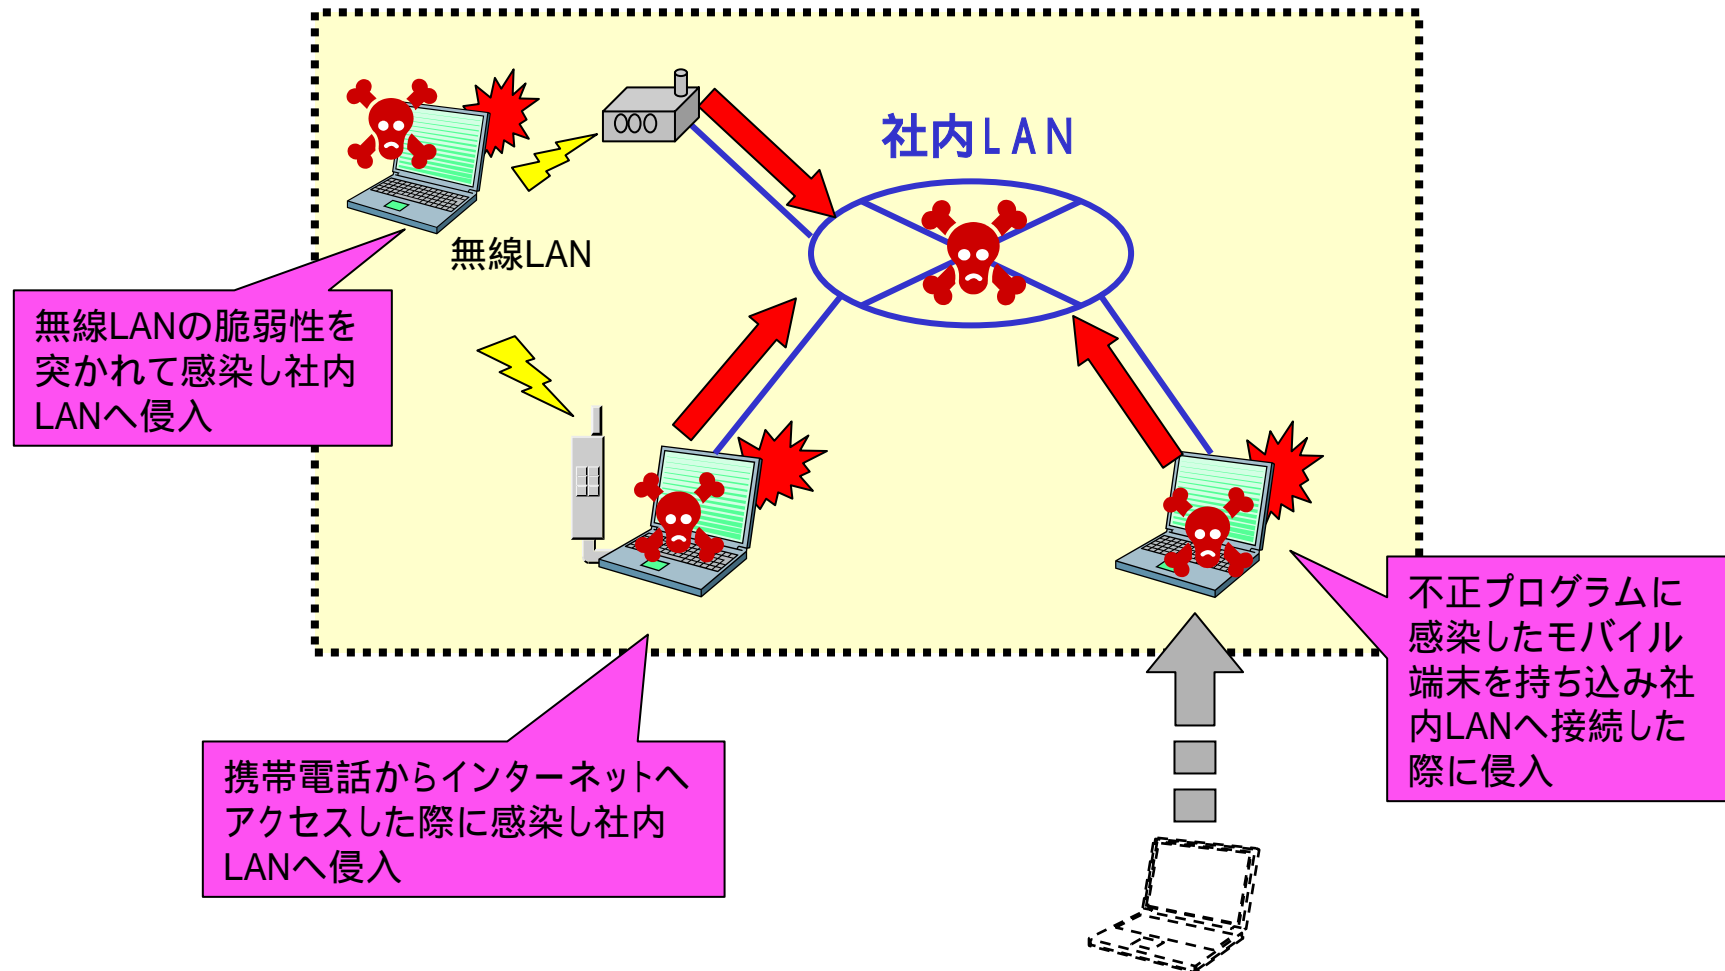 社内LAN
無線LAN
無線LANの脆弱性を
突かれて感染し社内
LANへ侵入
不正プログラムに
感染したモバイル
端末を持ち込み社
内LANへ接続した
際に侵入
携帯電話からインターネットへ
アクセスした際に感染し社内
LANへ侵入